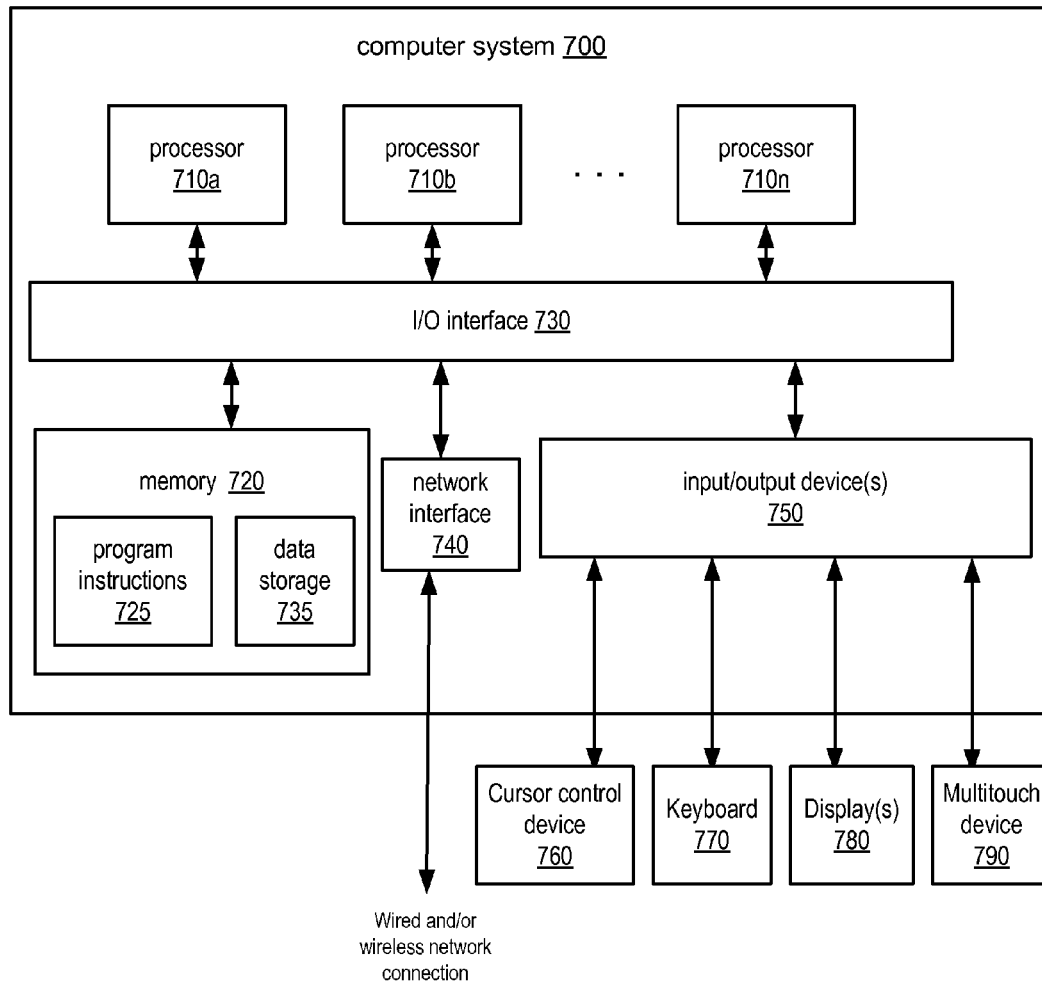 computer system 700
processor
710a
processor
710b
. . .
processor
710n
I/O interface 730
memory 720
program
instructions
725
data
storage
735
network
interface
740
input/output device(s)
750
Cursor control
device
760
Keyboard
770
Display(s)
780
Multitouch
device
790
Wired and/or
wireless network
connection